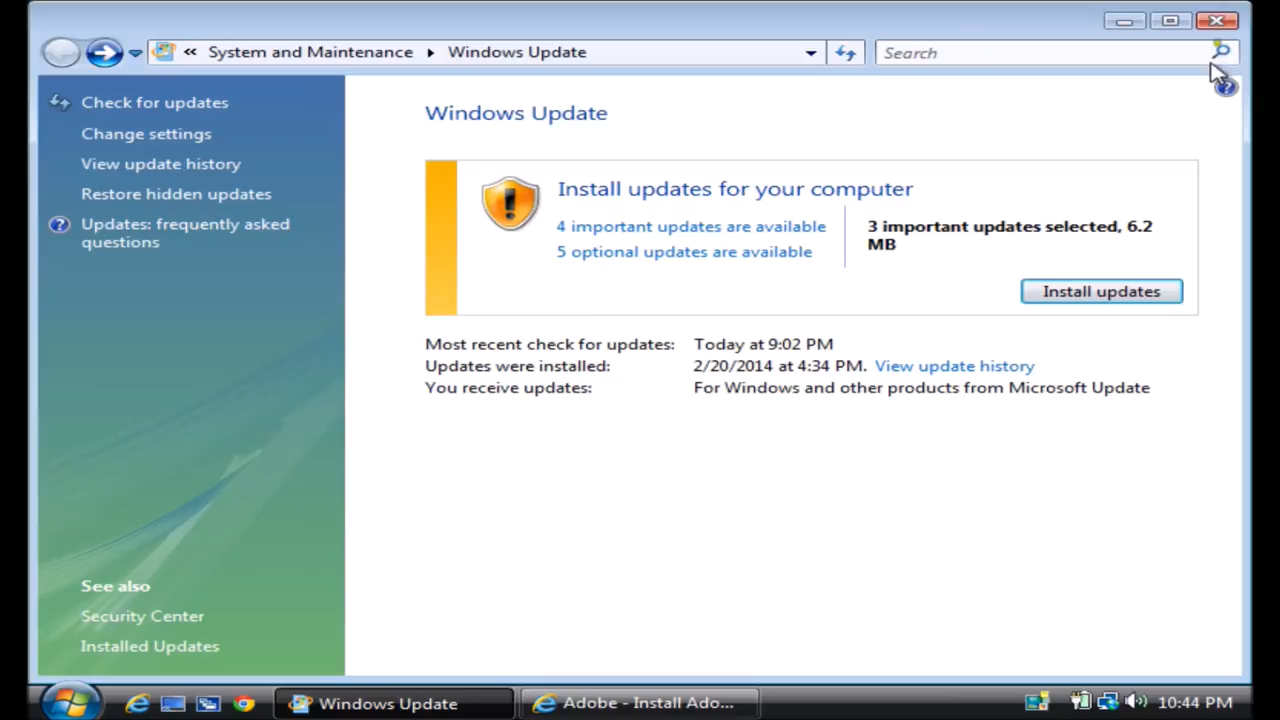 « System and Maintenance ▸ Windows Update
Search
Check for updates
Change settings
View update history
Restore hidden updates
Updates: frequently asked
questions
See also
Security Center
Installed Updates
Windows Update
Install updates for your computer
4 important updates are available
5 optional updates are available
3 important updates selected, 6.2
MB
Install updates
Most recent check for updates: Today at 9:02 PM
Updates were installed: 2/20/2014 at 4:34 PM. View update history
You receive updates: For Windows and other products from Microsoft Update
Windows Update
Adobe - Install Ado...
10:44 PM